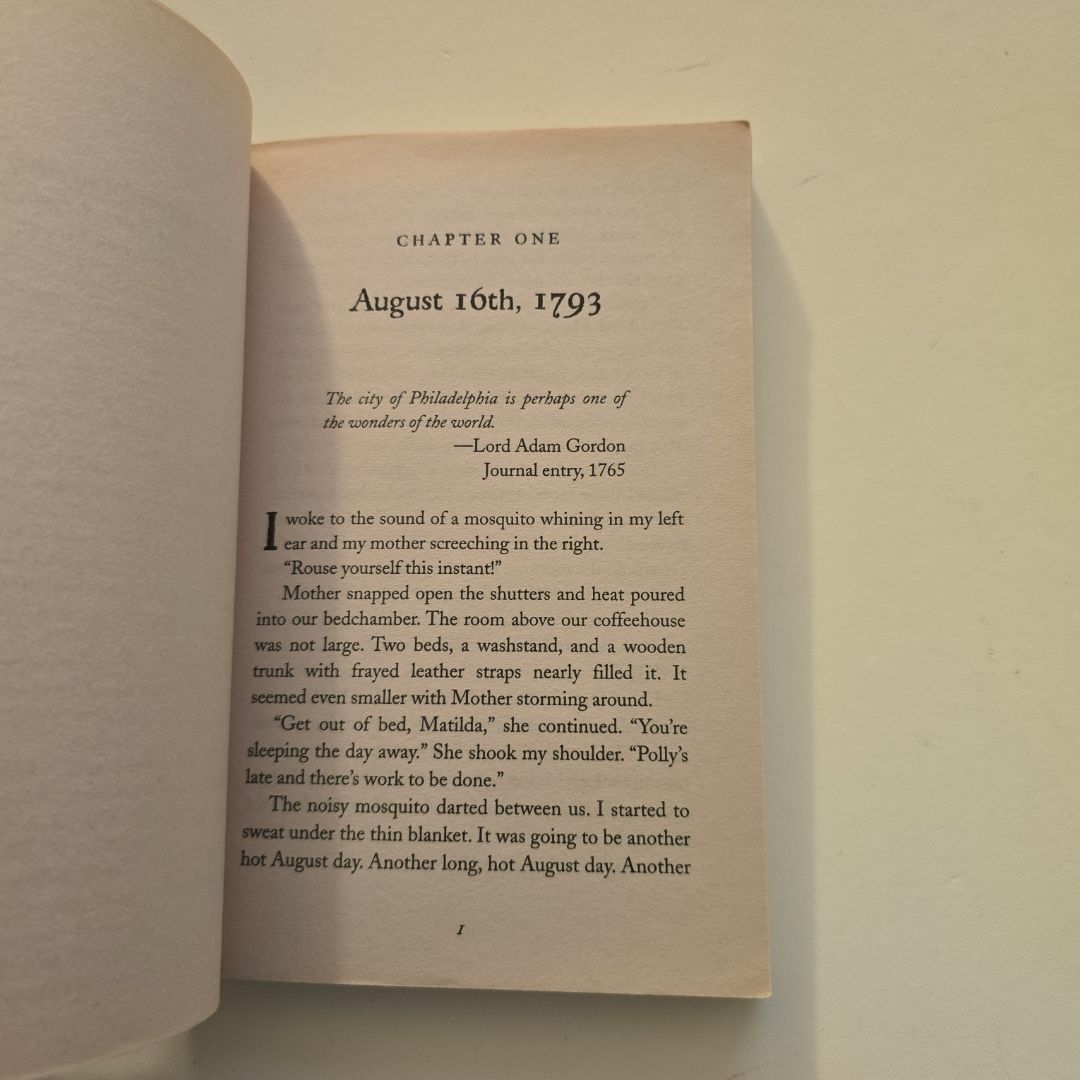 CHAPTER ONE
August 16th, 1793
The city of Philadelphia is perhaps one of
the wonders of the world.
—Lord Adam Gordon
Journal entry, 1765
I woke to the sound of a mosquito whining in my left
ear and my mother screeching in the right.
“Rouse yourself this instant!”
Mother snapped open the shutters and heat poured
into our bedchamber. The room above our coffeehouse
was not large. Two beds, a washstand, and a wooden
trunk with frayed leather straps nearly filled it. It
seemed even smaller with Mother storming around.
“Get out of bed, Matilda,” she continued. “You’re
sleeping the day away.” She shook my shoulder. “Polly’s
late and there’s work to be done.”
The noisy mosquito darted between us. I started to
sweat under the thin blanket. It was going to be another
hot August day. Another long, hot August day. Another
1